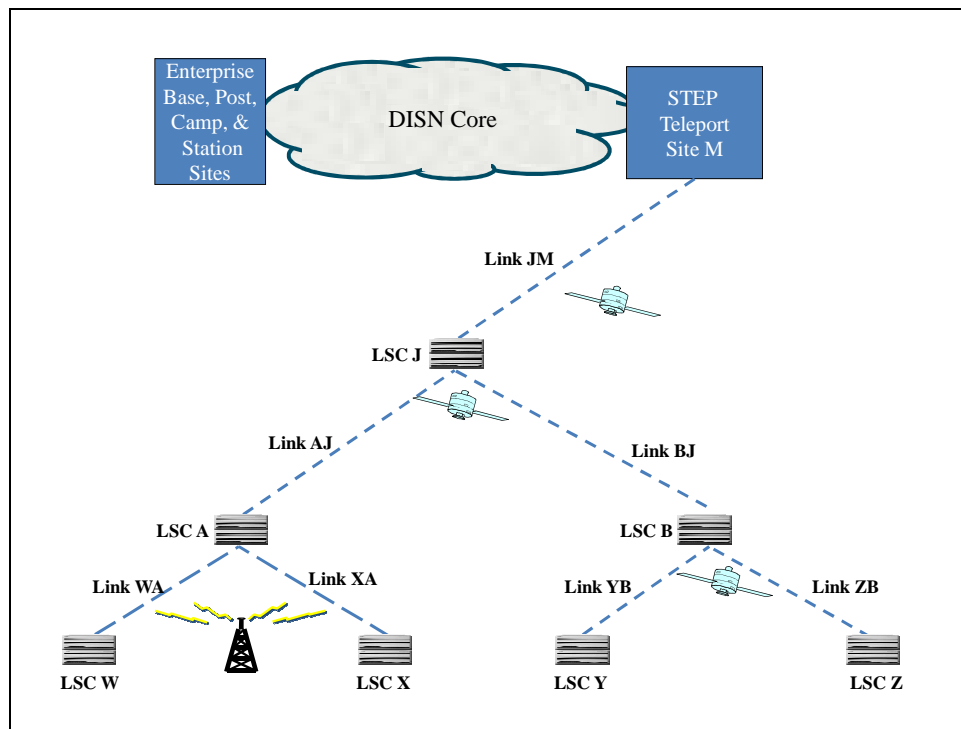 Enterprise
Base, Post,
Camp, &
Station
Sites
DISN Core
STEP
Teleport
Site M
Link JM
LSC J
Link AJ
Link BJ
LSC A
LSC B
Link WA
Link XA
Link YB
Link ZB
LSC W
LSC X
LSC Y
LSC Z